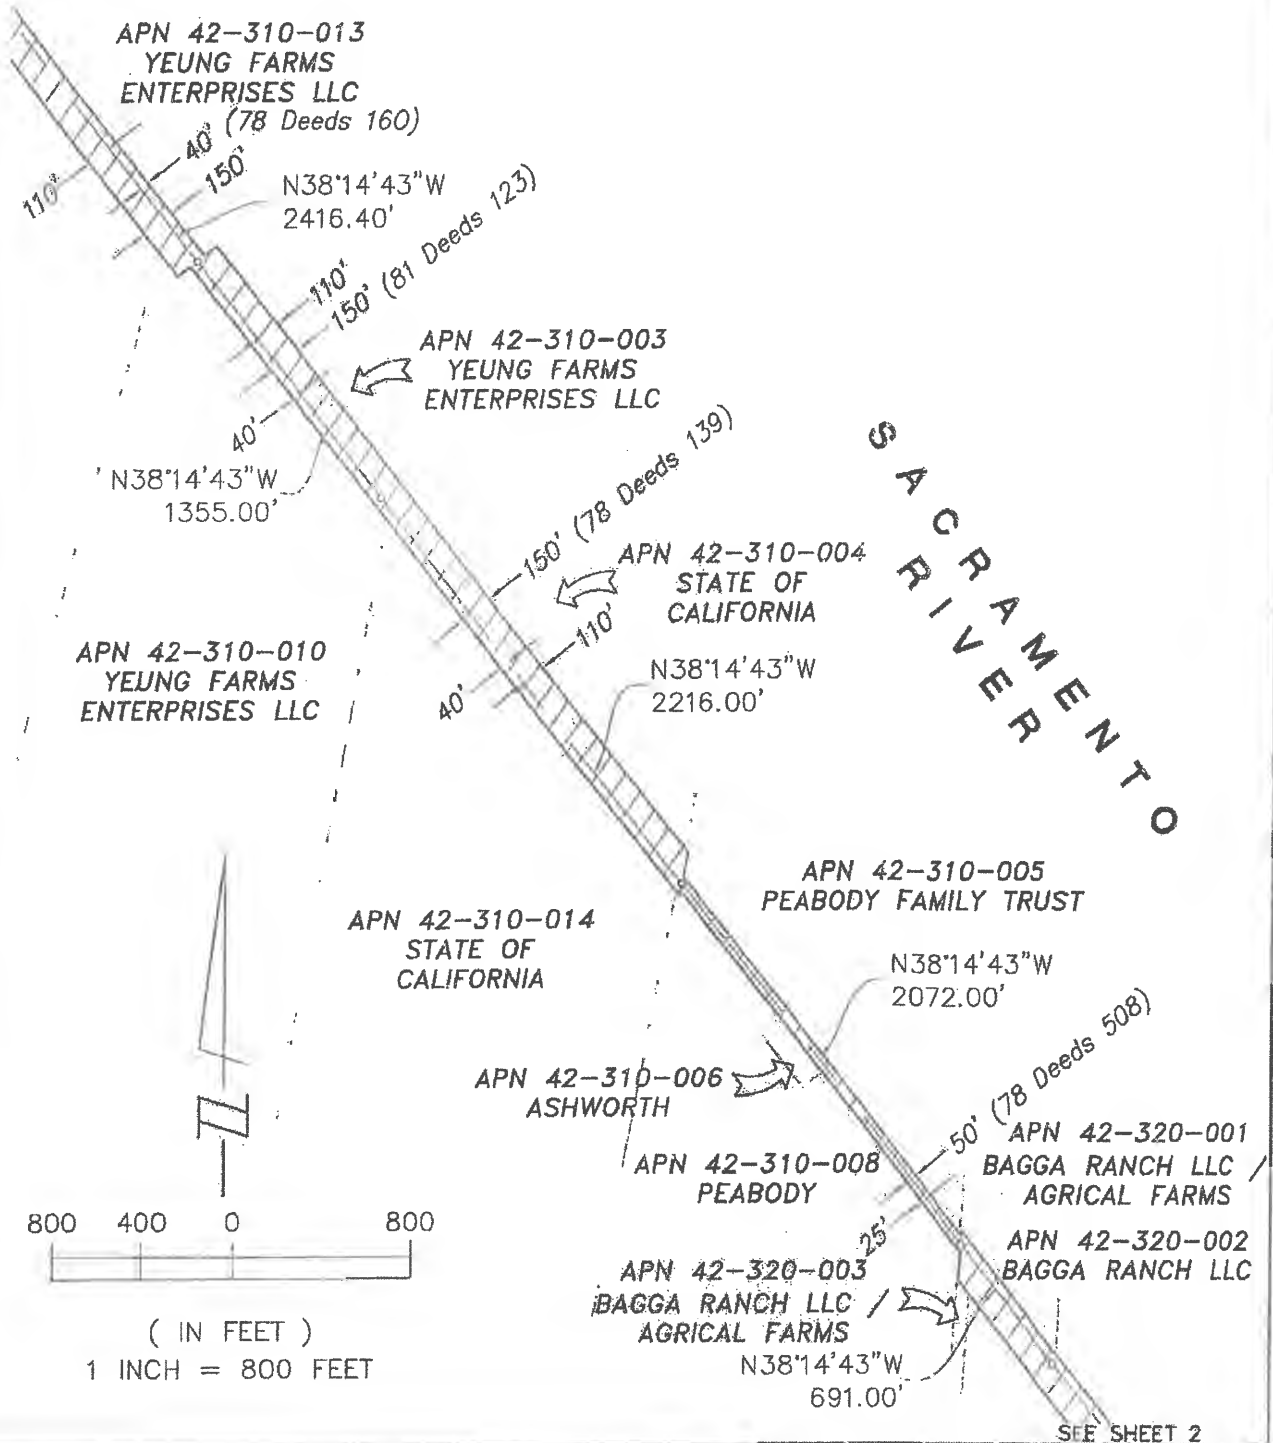 APN 42-310-013
YEUNG FARMS
ENTERPRISES LLC
40' (78 Deeds 160)
150'
110'
N38°14'43"W
2416.40'
110'
150' (81 Deeds 123)
APN 42-310-003
YEUNG FARMS
ENTERPRISES LLC
40'
N38°14'43"W
1355.00'
150' (78 Deeds 139)
APN 42-310-004
STATE OF
CALIFORNIA
110'
40'
N38°14'43"W
2216.00'
SACRAMENTO
RIVER
APN 42-310-010
YEUNG FARMS
ENTERPRISES LLC
APN 42-310-005
PEABODY FAMILY TRUST
APN 42-310-014
STATE OF
CALIFORNIA
N38°14'43"W
2072.00'
APN 42-310-006
ASHWORTH
50' (78 Deeds 508)
25'
APN 42-310-008
PEABODY
APN 42-320-001
BAGGA RANCH LLC /
AGRICAL FARMS
APN 42-320-002
BAGGA RANCH LLC
APN 42-320-003
BAGGA RANCH LLC /
AGRICAL FARMS
N38°14'43"W
691.00'
800 400 0 800
( IN FEET )
1 INCH = 800 FEET
SEE SHEET 2